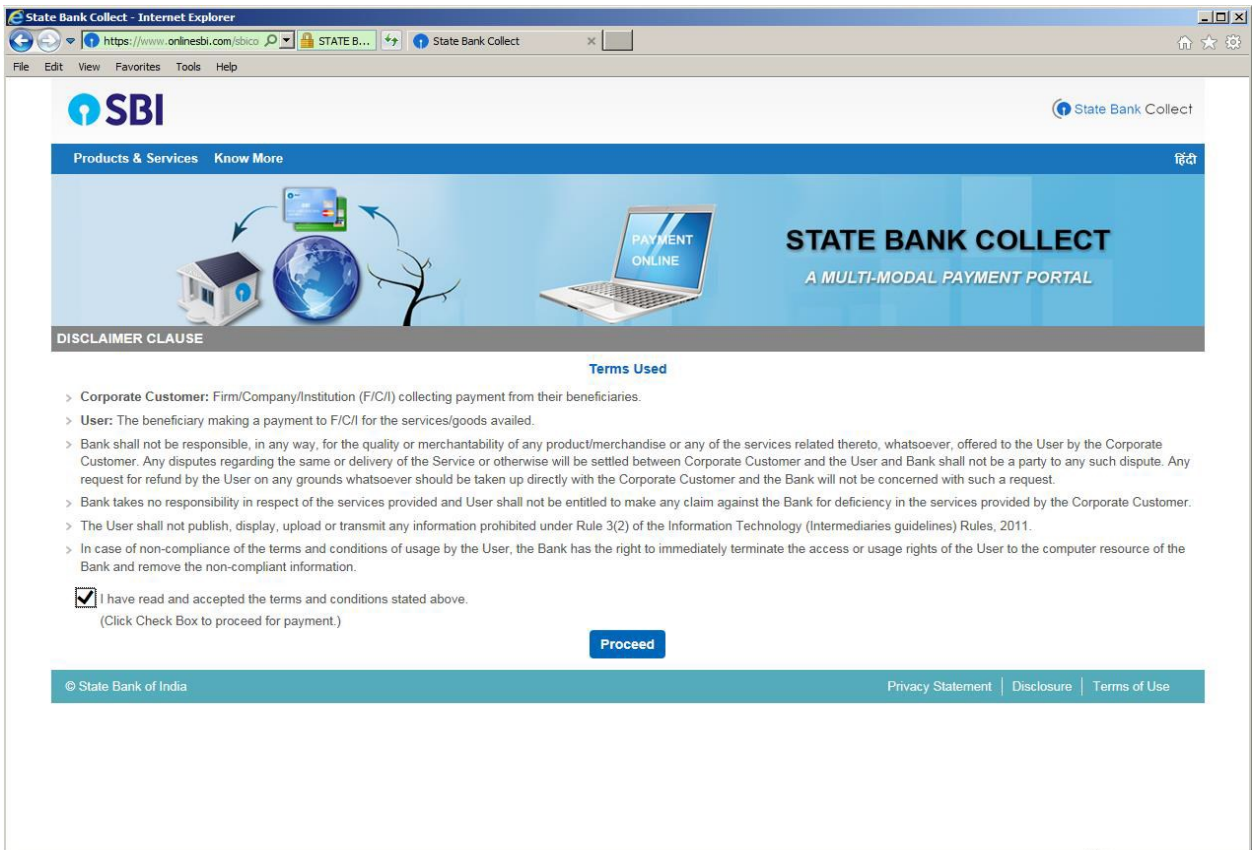 State Bank Collect - Internet Explorer
https://www.onlinesbi.com/sbico STATE B... State Bank Collect
File Edit View Favorites Tools Help
SBI State Bank Collect
Products & Services Know More हिंदी
PAYMENT
ONLINE
STATE BANK COLLECT
A MULTI-MODAL PAYMENT PORTAL
DISCLAIMER CLAUSE
Terms Used
Corporate Customer: Firm/Company/Institution (F/C/I) collecting payment from their beneficiaries.
User: The beneficiary making a payment to F/C/I for the services/goods availed.
Bank shall not be responsible, in any way, for the quality or merchantability of any product/merchandise or any of the services related thereto, whatsoever, offered to the User by the Corporate
Customer. Any disputes regarding the same or delivery of the Service or otherwise will be settled between Corporate Customer and the User and Bank shall not be a party to any such dispute. Any
request for refund by the User on any grounds whatsoever should be taken up directly with the Corporate Customer and the Bank will not be concerned with such a request.
Bank takes no responsibility in respect of the services provided and User shall not be entitled to make any claim against the Bank for deficiency in the services provided by the Corporate Customer.
The User shall not publish, display, upload or transmit any information prohibited under Rule 3(2) of the Information Technology (Intermediaries guidelines) Rules, 2011.
In case of non-compliance of the terms and conditions of usage by the User, the Bank has the right to immediately terminate the access or usage rights of the User to the computer resource of the
Bank and remove the non-compliant information.
I have read and accepted the terms and conditions stated above.
(Click Check Box to proceed for payment.)
Proceed
© State Bank of India Privacy Statement | Disclosure | Terms of Use